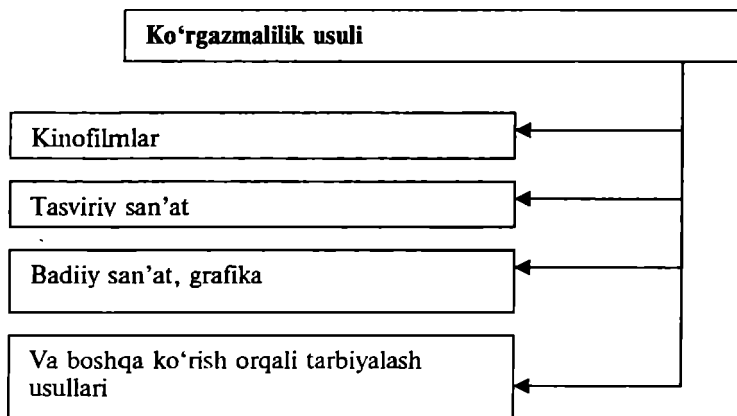 Ko‘rgazmalilik usuli
Kinofilmlar
Tasviriy san’at
Badiiy san’at, grafika
Va boshqa ko‘rish orqali tarbiyalash
usullari